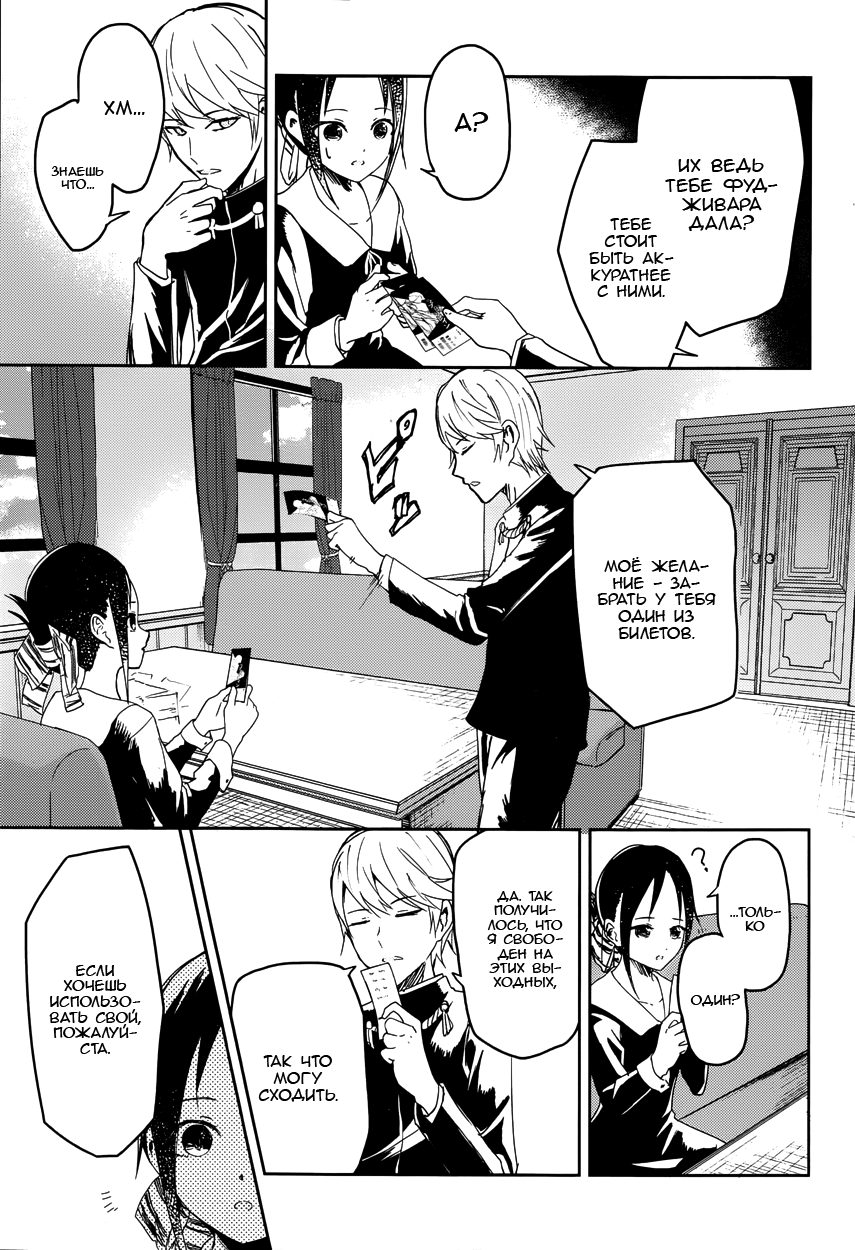 ИХ ВЕДЬ
ТЕБЕ ФУД-
ЖИВАРА
ДАЛА?
ТЕБЕ
СТОИТ
БЫТЬ АК-
КУРАТНЕЕ
С НИМИ.
А?
ХМ...
ЗНАЕШЬ
ЧТО...
ピッ
МОЁ ЖЕЛА-
НИЕ - ЗА-
БРАТЬ У ТЕБЯ
ОДИН ИЗ
БИЛЕТОВ.
?
...ТОЛЬ-
КО
ОДИН?
ДА. ТАК
ПОЛУЧИ-
ЛОСЬ, ЧТО
Я СВОБО-
ДЕН НА
ЭТИХ ВЫ-
ХОДНЫХ,
ТАК ЧТО
МОГУ
СХОДИТЬ.
ЕСЛИ
ХОЧЕШЬ
ИСПОЛЬЗО-
ВАТЬ СВОЙ,
ПОЖАЛУЙ-
СТА.